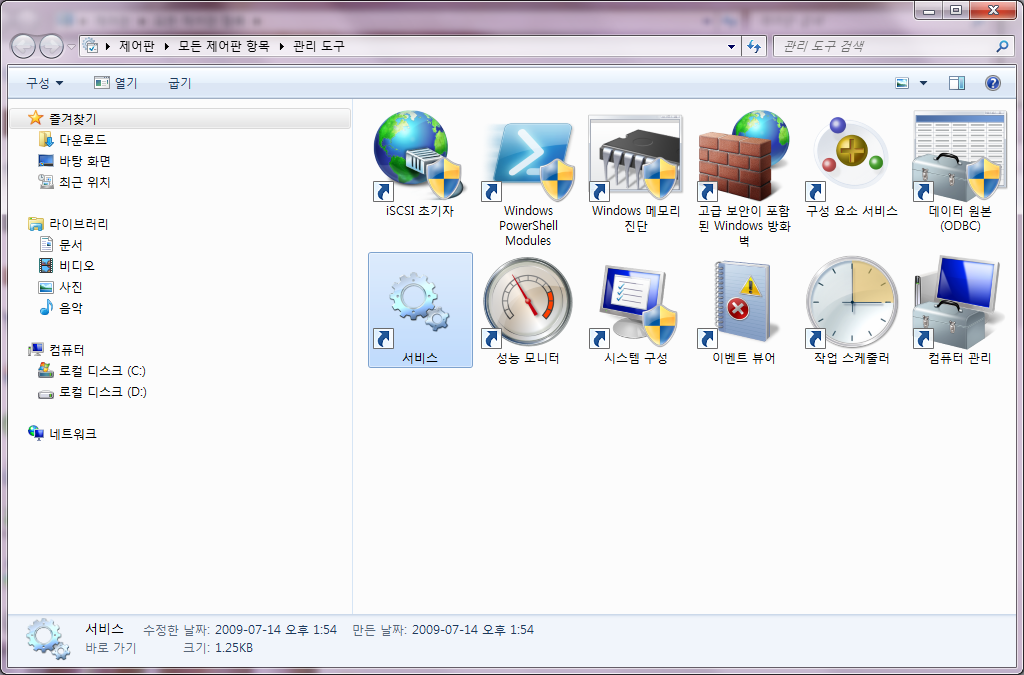 제어판 ▸ 모든 제어판 항목 ▸ 관리 도구
관리 도구 검색
구성 열기 굽기
즐겨찾기
다운로드
바탕 화면
최근 위치
라이브러리
문서
비디오
사진
음악
컴퓨터
로컬 디스크 (C:)
로컬 디스크 (D:)
네트워크
iSCSI 초기자
Windows
PowerShell
Modules
Windows 메모리
진단
고급 보안이 포함
된 Windows 방화
벽
구성 요소 서비스
데이터 원본
(ODBC)
서비스
성능 모니터
시스템 구성
이벤트 뷰어
작업 스케줄러
컴퓨터 관리
서비스 수정한 날짜: 2009-07-14 오후 1:54 만든 날짜: 2009-07-14 오후 1:54
바로 가기 크기: 1.25KB